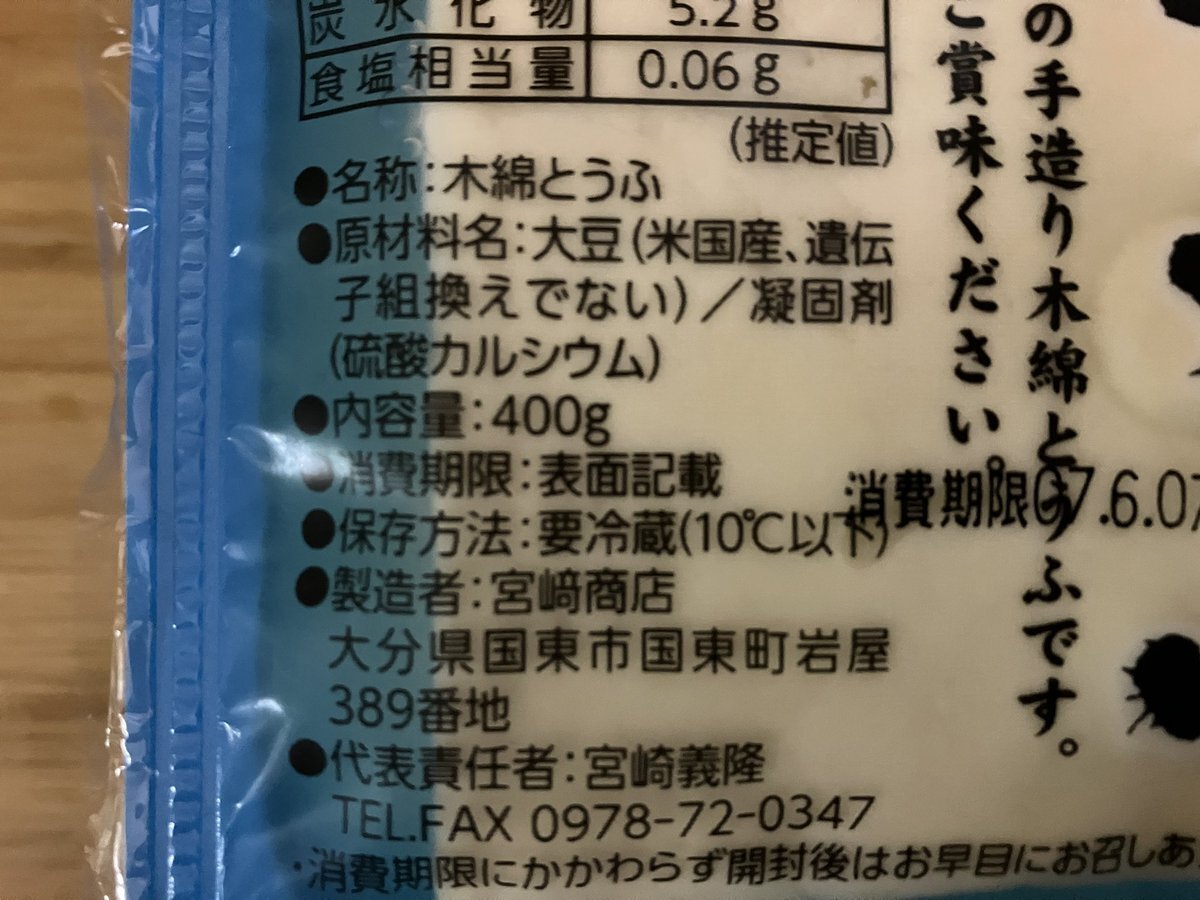 炭水化物 5.2g
食塩相当量 0.06g
(推定値)
●名称:木綿とうふ
●原材料名:大豆(米国産、遺伝
子組換えでない)/凝固剤
(硫酸カルシウム)
●内容量:400g
●消費期限:表面記載
●保存方法:要冷蔵(10℃以下)
●製造者:宮﨑商店
大分県国東市国東町岩屋
389番地
●代表責任者:宮崎義隆
TEL.FAX 0978-72-0347
・消費期限にかかわらず開封後はお早目にお召しあ
の手造り木綿とうふです。
ご賞味ください。
消費期限07.6.07